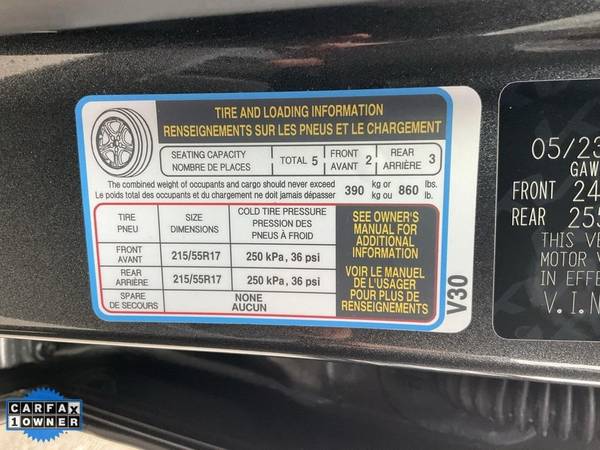 TIRE AND LOADING INFORMATION
RENSEIGNEMENTS SUR LES PNEUS ET LE CHARGEMENT
SEATING CAPACITY
NOMBRE DE PLACES
TOTAL 5
FRONT
AVANT 2
REAR
ARRIÈRE 3
The combined weight of occupants and cargo should never exceed
Le poids total des occupants et du chargement ne doit jamais dépasser
390 kg or
kg ou
860 lbs.
lb.
TIRE
PNEU
SIZE
DIMENSIONS
COLD TIRE PRESSURE
PRESSION DES
PNEUS À FROID
FRONT
AVANT
215/55R17
250 kPa, 36 psi
REAR
ARRIÈRE
215/55R17
250 kPa, 36 psi
SPARE
DE SECOURS
NONE
AUCUN
SEE OWNER'S
MANUAL FOR
ADDITIONAL
INFORMATION
VOIR LE MANUEL
DE L'USAGER
POUR PLUS DE
RENSEIGNEMENTS
V30
05/23
GAW
FRONT 24
REAR 255
THIS VE
MOTOR V
IN EFFE
V.I.N
CARFAX
1 OWNER